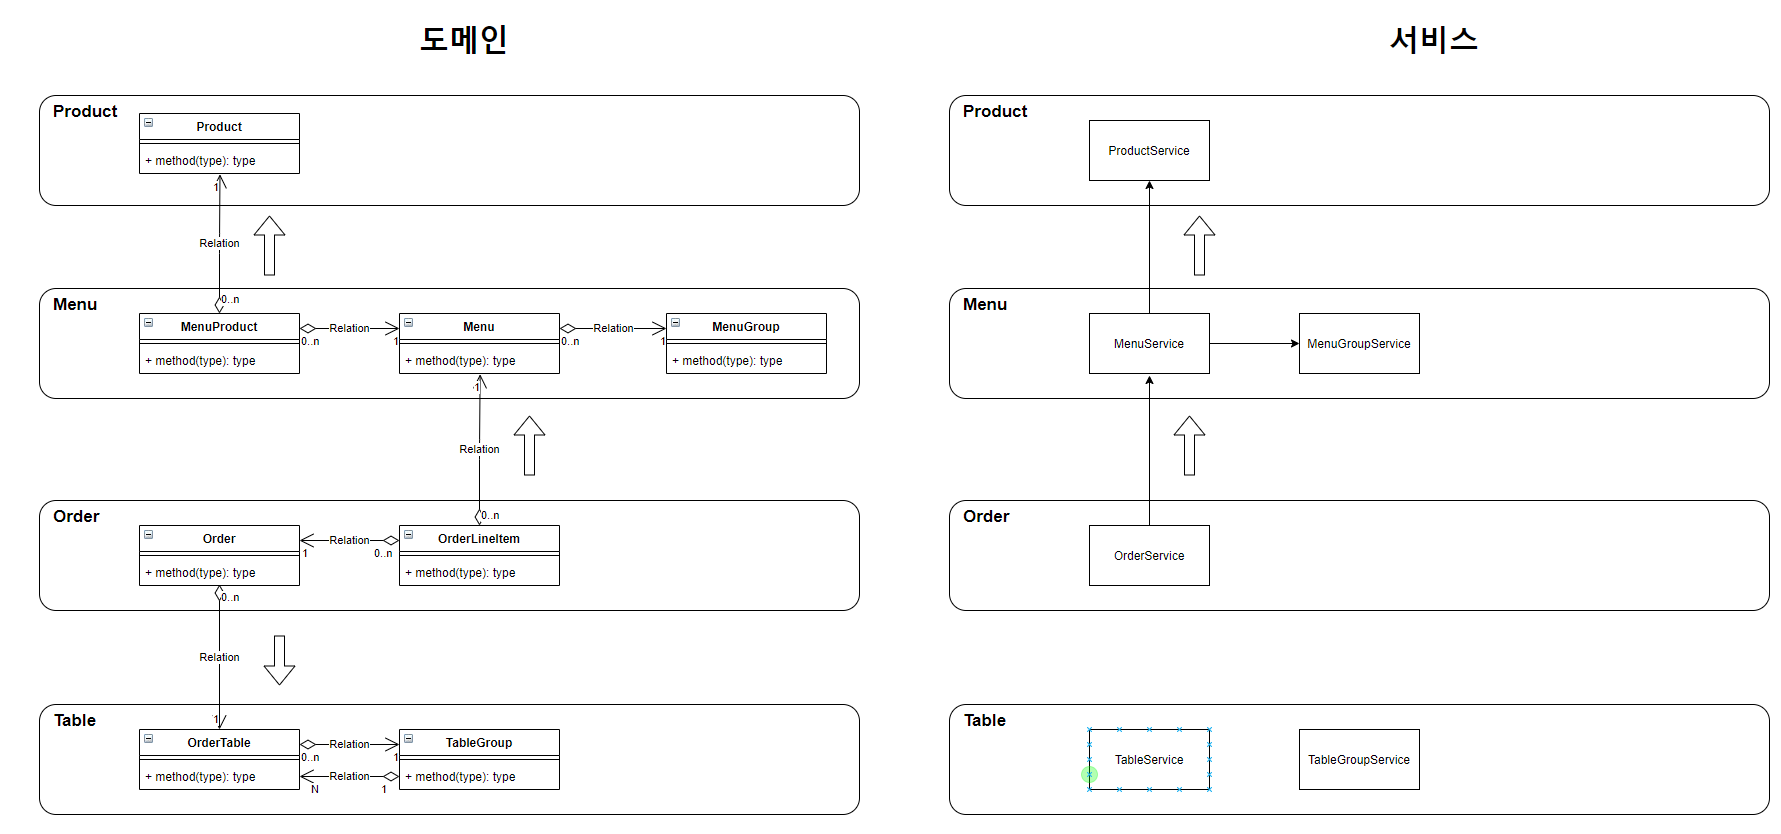 도메인
서비스
Product
Product
+ method(type): type
1
Relation
0..n
Menu
MenuProduct
+ method(type): type
Relation
0..n
1
Menu
+ method(type): type
Relation
0..n
1
MenuGroup
+ method(type): type
1
Relation
0..n
Order
Order
+ method(type): type
Relation
1
0..n
OrderLineItem
+ method(type): type
0..n
Relation
1
Table
OrderTable
+ method(type): type
Relation
0..n
1
Relation
N
1
TableGroup
+ method(type): type
Product
ProductService
Menu
MenuService
MenuGroupService
Order
OrderService
Table
TableService
TableGroupService